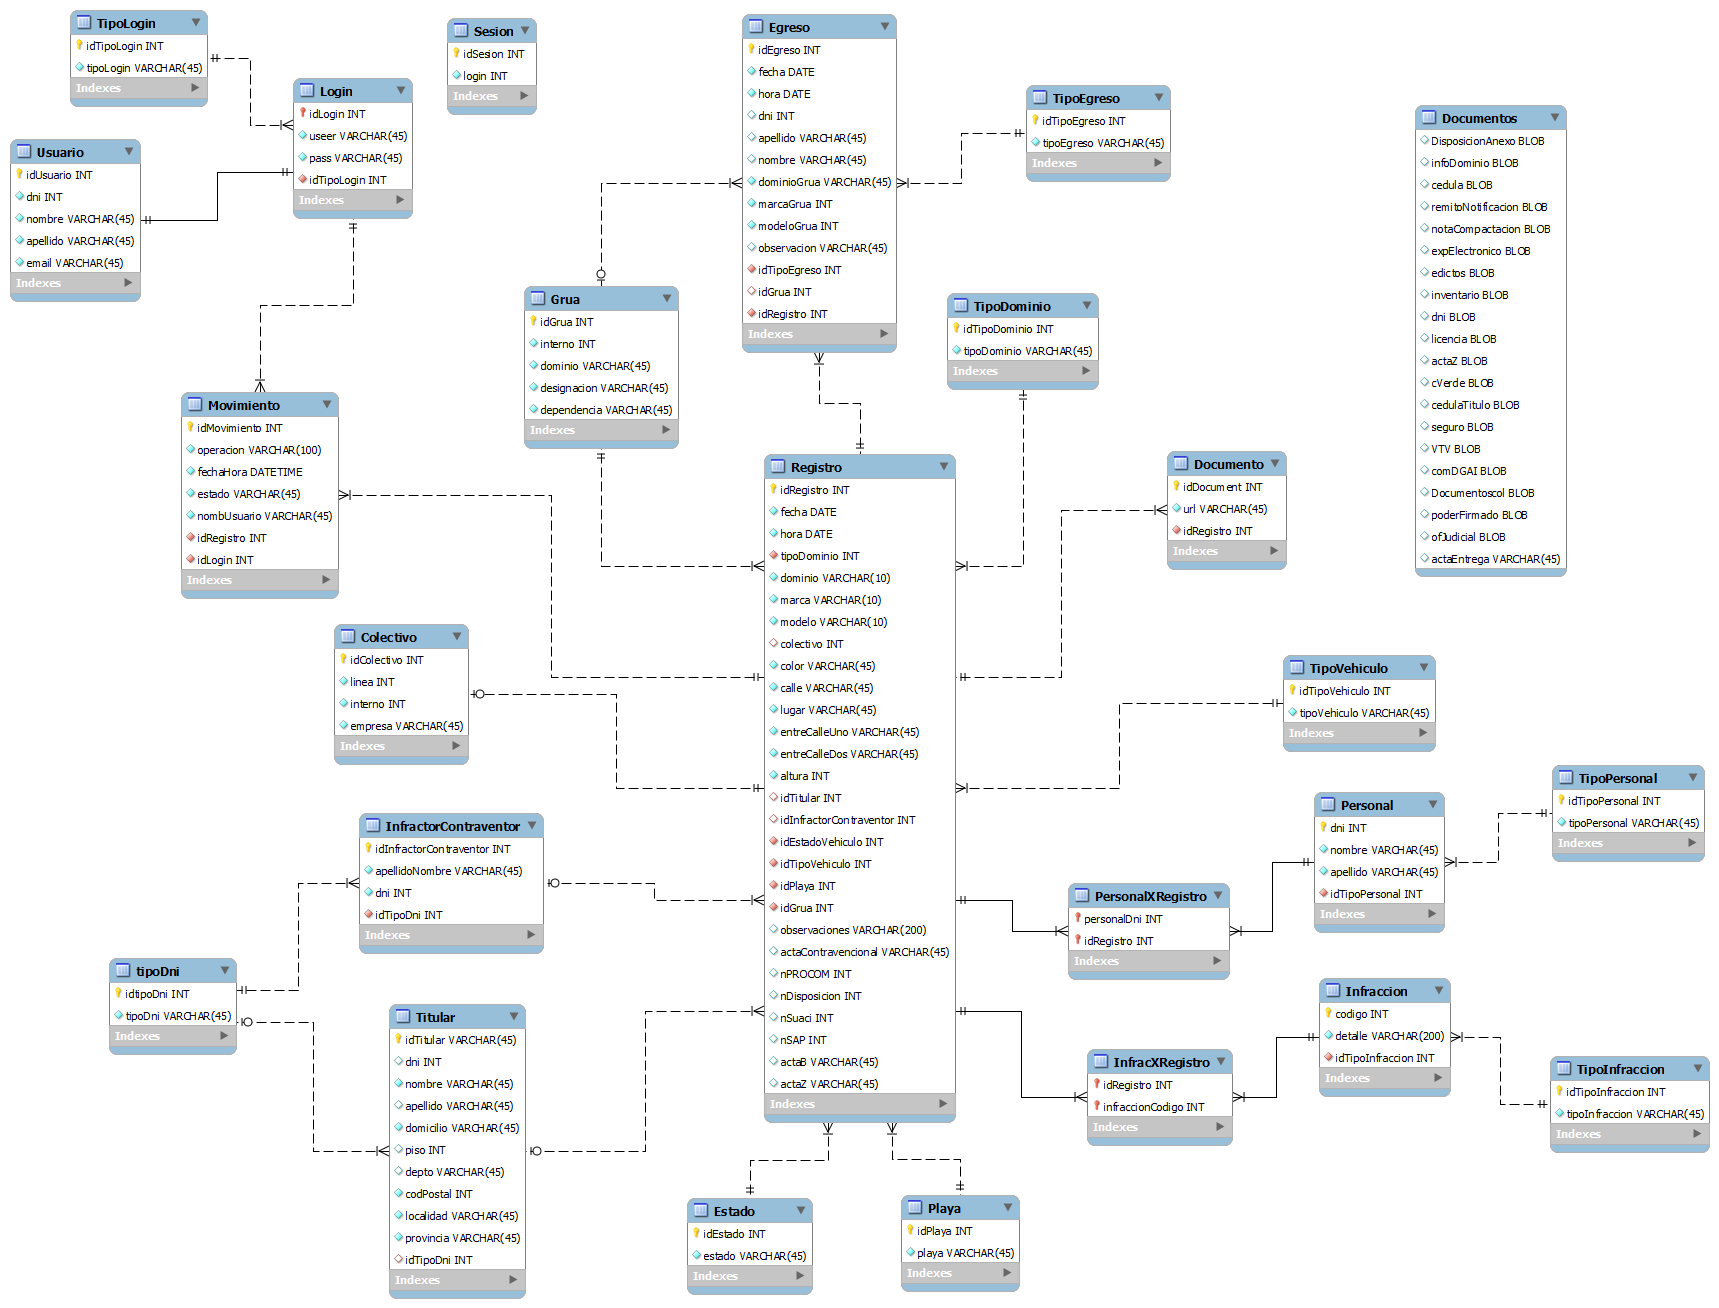 TipoLogin
idTipoLogin INT
tipoLogin VARCHAR(45)
Indexes
Login
idLogin INT
useer VARCHAR(45)
pass VARCHAR(45)
idTipoLogin INT
Indexes
Usuario
idUsuario INT
dni INT
nombre VARCHAR(45)
apellido VARCHAR(45)
email VARCHAR(45)
Indexes
Sesion
idSesion INT
login INT
Indexes
Egreso
idEgreso INT
fecha DATE
hora DATE
dni INT
apellido VARCHAR(45)
nombre VARCHAR(45)
dominioGrua VARCHAR(45)
marcaGrua INT
modeloGrua INT
observacion VARCHAR(45)
idTipoEgreso INT
idGrua INT
idRegistro INT
Indexes
TipoEgreso
idTipoEgreso INT
tipoEgreso VARCHAR(45)
Indexes
Documentos
DisposicionAnexo BLOB
infoDominio BLOB
cedula BLOB
remitoNotificacion BLOB
notaCompactacion BLOB
expElectronico BLOB
edictos BLOB
inventario BLOB
dni BLOB
licencia BLOB
actaZ BLOB
cVerde BLOB
cedulaTitulo BLOB
seguro BLOB
VTV BLOB
comDGAI BLOB
Documentoscol BLOB
poderFirmado BLOB
ofJudicial BLOB
actaEntrega VARCHAR(45)
Grua
idGrua INT
interno INT
dominio VARCHAR(45)
designacion VARCHAR(45)
dependencia VARCHAR(45)
Indexes
TipoDominio
idTipoDominio INT
tipoDominio VARCHAR(45)
Indexes
Movimiento
idMovimiento INT
operacion VARCHAR(100)
fechaHora DATETIME
estado VARCHAR(45)
nombUsuario VARCHAR(45)
idRegistro INT
idLogin INT
Indexes
Registro
idRegistro INT
fecha DATE
hora DATE
tipoDominio INT
dominio VARCHAR(10)
marca VARCHAR(10)
modelo VARCHAR(10)
colectivo INT
color VARCHAR(45)
calle VARCHAR(45)
lugar VARCHAR(45)
entreCalleUno VARCHAR(45)
entreCalleDos VARCHAR(45)
altura INT
idTitular INT
idInfractorContraventor INT
idEstadoVehiculo INT
idTipoVehiculo INT
idPlaya INT
idGrua INT
observaciones VARCHAR(200)
actaContravencional VARCHAR(45)
nPROCOM INT
nDisposicion INT
nSuaci INT
nSAP INT
actaB VARCHAR(45)
actaZ VARCHAR(45)
Indexes
Documento
idDocument INT
url VARCHAR(45)
idRegistro INT
Indexes
Colectivo
idColectivo INT
linea INT
interno INT
empresa VARCHAR(45)
Indexes
TipoVehiculo
idTipoVehiculo INT
tipoVehiculo VARCHAR(45)
Indexes
TipoPersonal
idTipoPersonal INT
tipoPersonal VARCHAR(45)
Indexes
Personal
dni INT
nombre VARCHAR(45)
apellido VARCHAR(45)
idTipoPersonal INT
Indexes
InfractorContraventor
idInfractorContraventor INT
apellidoNombre VARCHAR(45)
dni INT
idTipoDni INT
Indexes
PersonalXRegistro
personalDni INT
idRegistro INT
Indexes
tipoDni
idtipoDni INT
tipoDni VARCHAR(45)
Indexes
Infraccion
codigo INT
detalle VARCHAR(200)
idTipoInfraccion INT
Indexes
Titular
idTitular VARCHAR(45)
dni INT
nombre VARCHAR(45)
apellido VARCHAR(45)
domicilio VARCHAR(45)
piso INT
depto VARCHAR(45)
codPostal INT
localidad VARCHAR(45)
provincia VARCHAR(45)
idTipoDni INT
Indexes
InfracXRegistro
idRegistro INT
infraccionCodigo INT
Indexes
TipoInfraccion
idTipoInfraccion INT
tipoInfraccion VARCHAR(45)
Indexes
Estado
idEstado INT
estado VARCHAR(45)
Indexes
Playa
idPlaya INT
playa VARCHAR(45)
Indexes